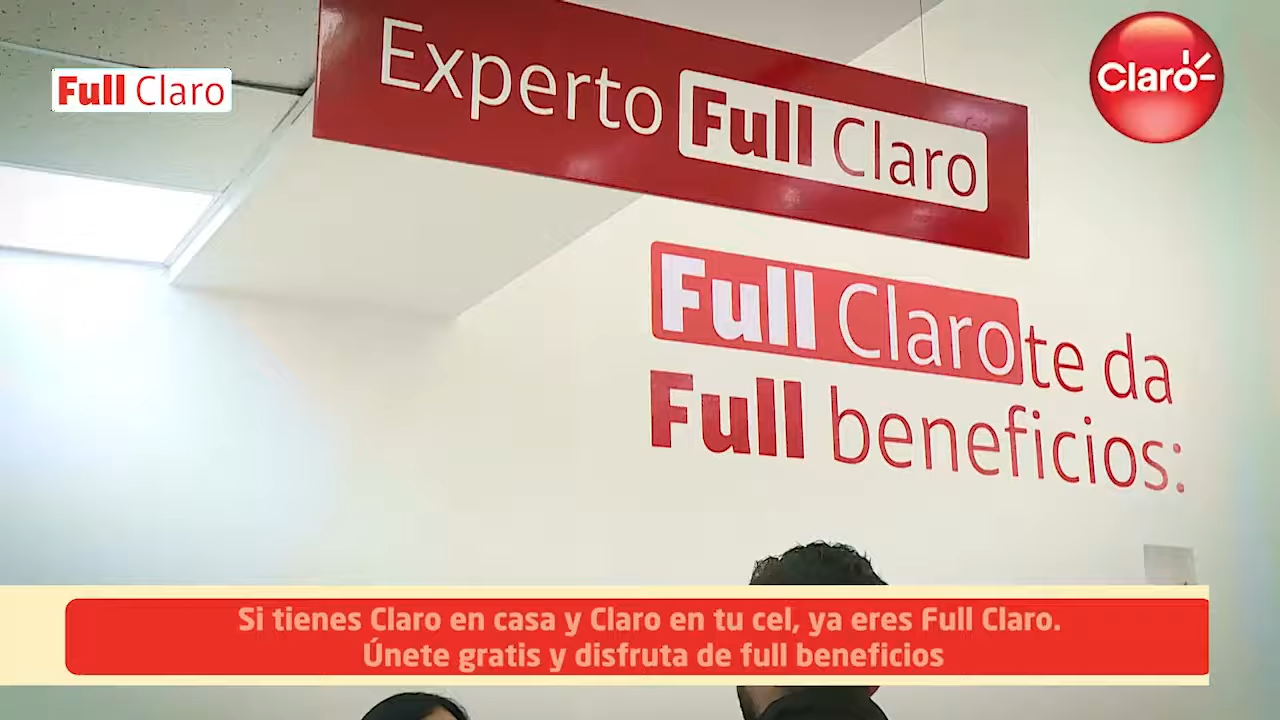 Full Claro
Claro
Experto Full Claro
Full Claro te da
Full beneficios:
Si tienes Claro en casa y Claro en tu cel, ya eres Full Claro.
Únete gratis y disfruta de full beneficios